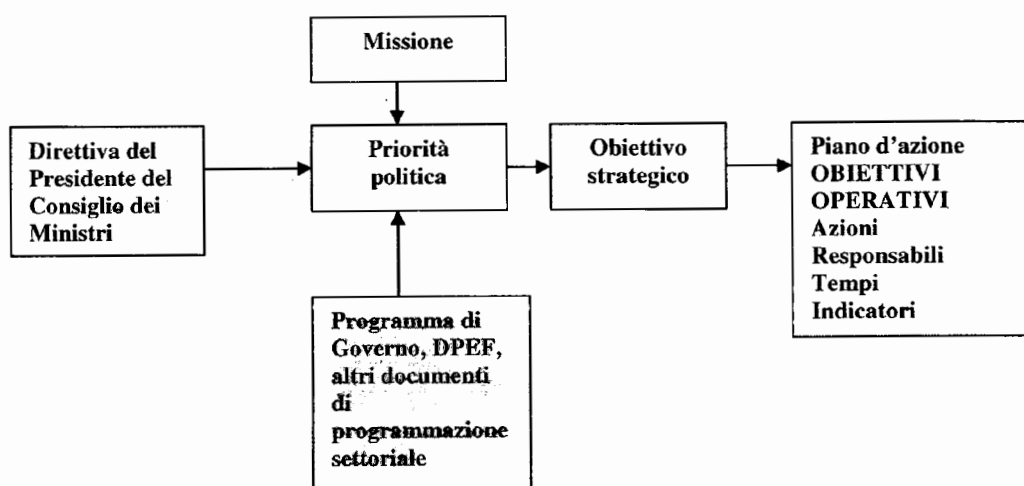 Missione
Direttiva del
Presidente del
Consiglio dei
Ministri
Priorità
politica
Obiettivo
strategico
Piano d'azione
OBIETTIVI
OPERATIVI
Azioni
Responsabili
Tempi
Indicatori
Programma di
Governo, DPEF,
altri documenti
di
programmazione
settoriale